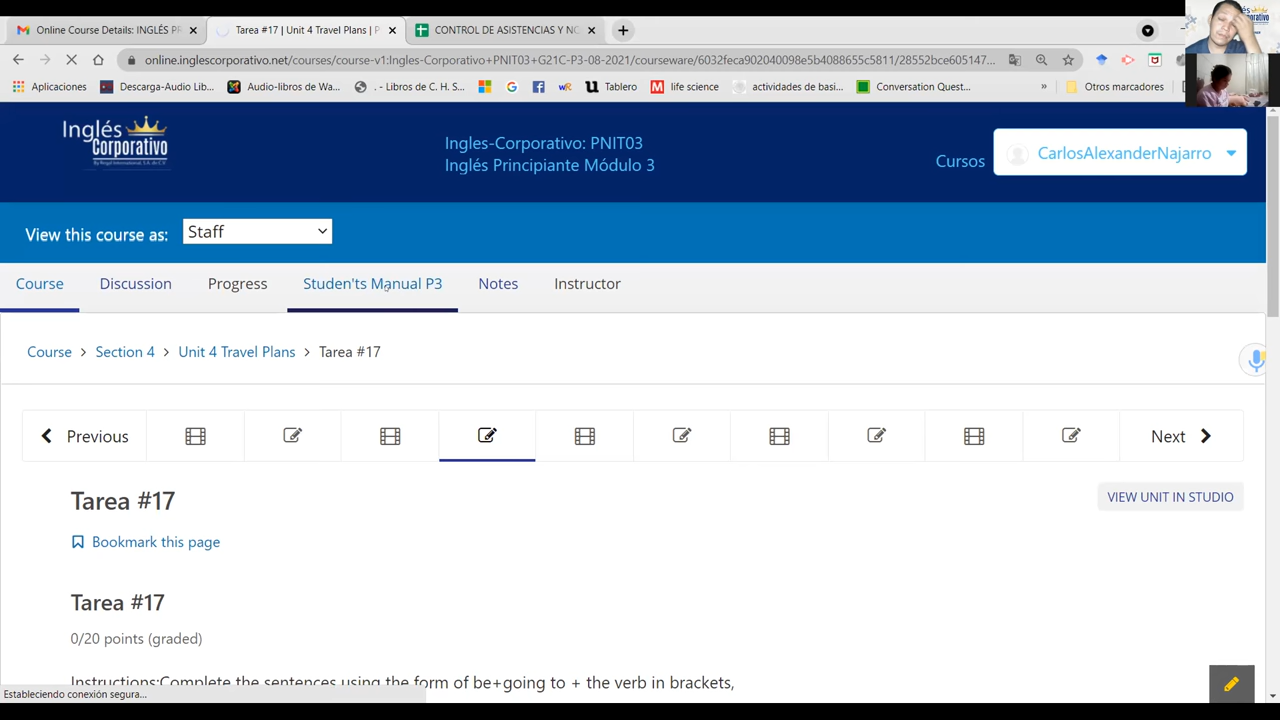 Online Course Details: INGLÉS PR
Tarea #17 | Unit 4 Travel Plans | P
CONTROL DE ASISTENCIAS Y NO
online.inglescorporativo.net/courses/course-v1:Ingles-Corporativo+PNIT03+G21C-P3-08-2021/courseware/6032feca902040098e5b4088655c5811/28552bce605147...
Aplicaciones
DescargaAudio Lib...
Audio-libros de Wa...
- Libros de C. H. S...
Tablero
life science
actividades de basi...
Conversation Quest...
»
Otros marcadores
Inglés
Corporativo
Ingles-Corporativo: PNIT03
Inglés Principiante Módulo 3
Cursos
CarlosAlexanderNajarro
View this course as:
Staff
Course
Discussion
Progress
Studen'ts Manual P3
Notes
Instructor
Course > Section 4 > Unit 4 Travel Plans > Tarea #17
Previous
Next
Tarea #17
VIEW UNIT IN STUDIO
Bookmark this page
Tarea #17
0/20 points (graded)
Instructions:Complete the sentences using the form of be+going to + the verb in brackets,
Estableciendo conexión segura...